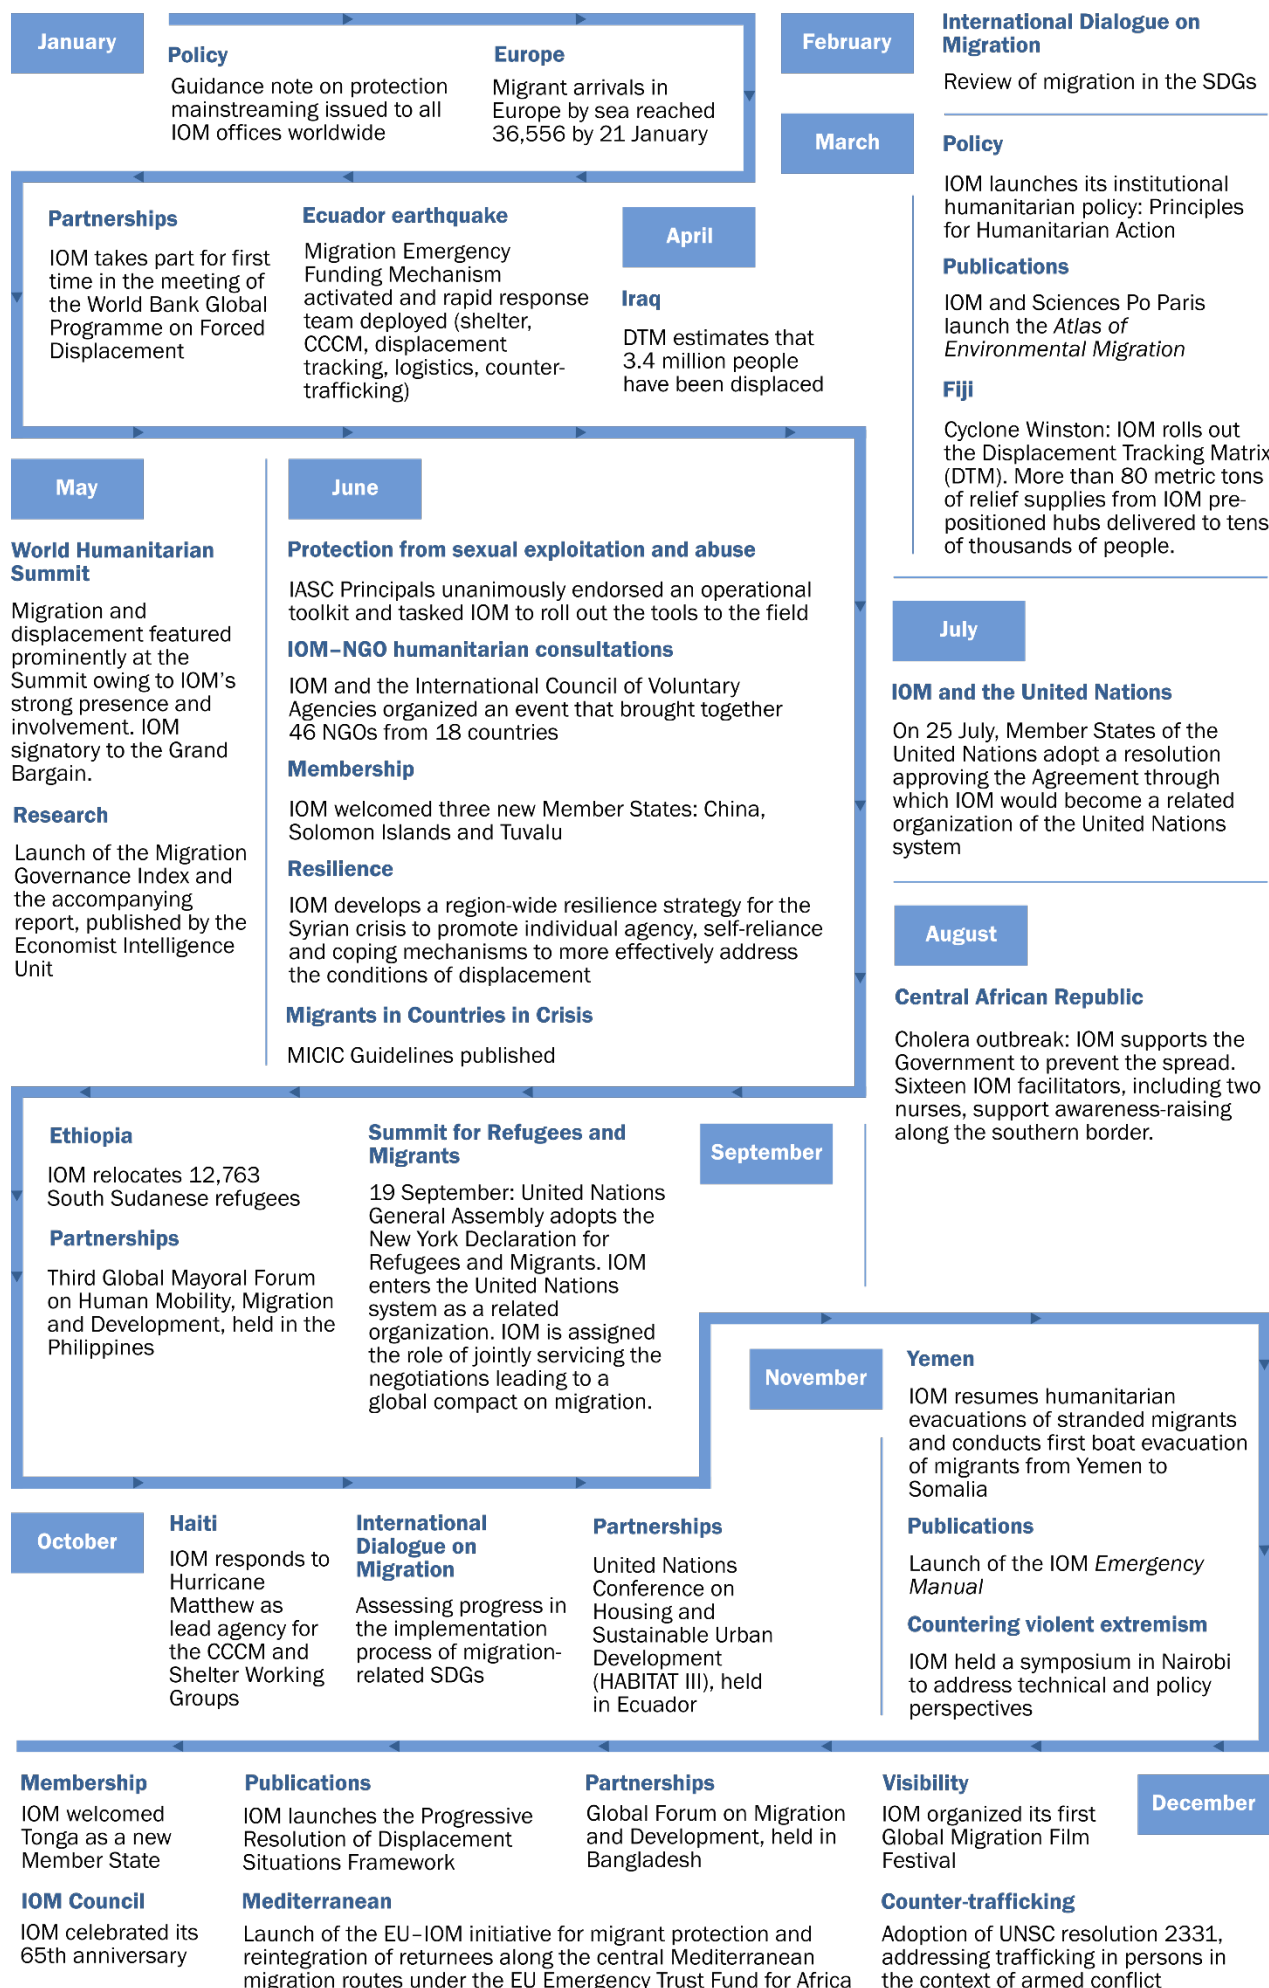 January
Policy
Guidance note on protection
mainstreaming issued to all
IOM offices worldwide
Europe
Migrant arrivals in
Europe by sea reached
36,556 by 21 January
February
International Dialogue on
Migration
Review of migration in the SDGs
March
Policy
IOM launches its institutional
humanitarian policy: Principles
for Humanitarian Action
Publications
IOM and Sciences Po Paris
launch the Atlas of
Environmental Migration
Fiji
Cyclone Winston: IOM rolls out
the Displacement Tracking Matrix
(DTM). More than 80 metric tons
of relief supplies from IOM pre-
positioned hubs delivered to tens
of thousands of people.
April
Iraq
DTM estimates that
3.4 million people
have been displaced
Ecuador earthquake
Migration Emergency
Funding Mechanism
activated and rapid response
team deployed (shelter,
CCCM, displacement
tracking, logistics, counter-
trafficking)
Partnerships
IOM takes part for first
time in the meeting of
the World Bank Global
Programme on Forced
Displacement
May
World Humanitarian
Summit
Migration and
displacement featured
prominently at the
Summit owing to IOM's
strong presence and
involvement. IOM
signatory to the Grand
Bargain.
Research
Launch of the Migration
Governance Index and
the accompanying
report, published by the
Economist Intelligence
Unit
June
Protection from sexual exploitation and abuse
IASC Principals unanimously endorsed an operational
toolkit and tasked IOM to roll out the tools to the field
IOM–NGO humanitarian consultations
IOM and the International Council of Voluntary
Agencies organized an event that brought together
46 NGOs from 18 countries
Membership
IOM welcomed three new Member States: China,
Solomon Islands and Tuvalu
Resilience
IOM develops a region-wide resilience strategy for the
Syrian crisis to promote individual agency, self-reliance
and coping mechanisms to more effectively address
the conditions of displacement
Migrants in Countries in Crisis
MICIC Guidelines published
July
IOM and the United Nations
On 25 July, Member States of the
United Nations adopt a resolution
approving the Agreement through
which IOM would become a related
organization of the United Nations
system
August
Central African Republic
Cholera outbreak: IOM supports the
Government to prevent the spread.
Sixteen IOM facilitators, including two
nurses, support awareness-raising
along the southern border.
September
Summit for Refugees and
Migrants
19 September: United Nations
General Assembly adopts the
New York Declaration for
Refugees and Migrants. IOM
enters the United Nations
system as a related
organization. IOM is assigned
the role of jointly servicing the
negotiations leading to a
global compact on migration.
Ethiopia
IOM relocates 12,763
South Sudanese refugees
Partnerships
Third Global Mayoral Forum
on Human Mobility, Migration
and Development, held in the
Philippines
October
Haiti
IOM responds to
Hurricane
Matthew as
lead agency for
the CCCM and
Shelter Working
Groups
International
Dialogue on
Migration
Assessing progress in
the implementation
process of migration-
related SDGs
Partnerships
United Nations
Conference on
Housing and
Sustainable Urban
Development
(HABITAT III), held
in Ecuador
November
Yemen
IOM resumes humanitarian
evacuations of stranded migrants
and conducts first boat evacuation
of migrants from Yemen to
Somalia
Publications
Launch of the IOM Emergency
Manual
Countering violent extremism
IOM held a symposium in Nairobi
to address technical and policy
perspectives
December
Visibility
IOM organized its first
Global Migration Film
Festival
Partnerships
Global Forum on Migration
and Development, held in
Bangladesh
Publications
IOM launches the Progressive
Resolution of Displacement
Situations Framework
Membership
IOM welcomed
Tonga as a new
Member State
IOM Council
IOM celebrated its
65th anniversary
Mediterranean
Launch of the EU–IOM initiative for migrant protection and
reintegration of returnees along the central Mediterranean
migration routes under the EU Emergency Trust Fund for Africa
Counter-trafficking
Adoption of UNSC resolution 2331,
addressing trafficking in persons in
the context of armed conflict